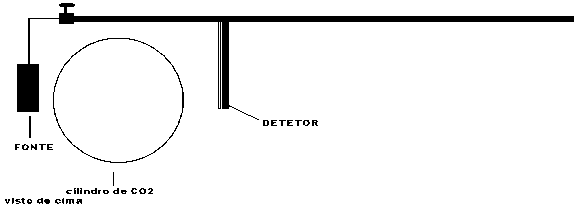 DETETOR
FONTE
cilindro de CO2
visto de cima